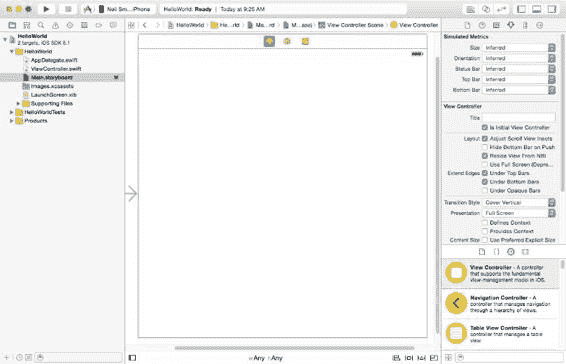 Neil Sm...iPhone
HelloWorld: Ready | Today at 9:25 AM
HelloWorld
2 targets, iOS SDK 8.1
HelloWorld
AppDelegate.swift
ViewController.swift
Main.storyboard M
Images.xcassets
LaunchScreen.xib
Supporting Files
HelloWorldTests
Products
HelloWorld He...rld Ma...rd Ma...ase) View Controller Scene View Controller
wAny hAny
Simulated Metrics
Size Inferred
Orientation Inferred
Status Bar Inferred
Top Bar Inferred
Bottom Bar Inferred
View Controller
Title
Is Initial View Controller
Layout Adjust Scroll View Insets
Hide Bottom Bar on Push
Resize View From NIB
Use Full Screen (Depre...
Extend Edges Under Top Bars
Under Bottom Bars
Under Opaque Bars
Transition Style Cover Vertical
Presentation Full Screen
Defines Context
Provides Context
Content Size Use Preferred Explicit Size
View Controller - A controller
that supports the fundamental
view-management model in iOS.
Navigation Controller - A
controller that manages navigation
through a hierarchy of views.
Table View Controller - A
controller that manages a table
view.